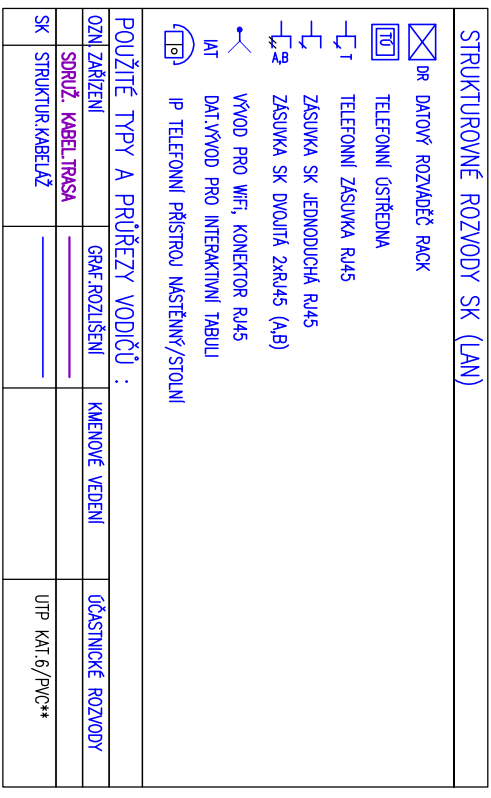 STRUKTUROVNÉ ROZVODY SK (LAN)
DR DATOVÝ ROZVÁDĚČ RACK
TÚ TELEFONNÍ ÚSTŘEDNA
T TELEFONNÍ ZÁSUVKA RJ45
ZÁSUVKA SK JEDNODUCHÁ RJ45
A,B ZÁSUVKA SK DVOJITÁ 2xRJ45 (A,B)
VÝVOD PRO WiFi, KONEKTOR RJ45
IAT DAT.VÝVOD PRO INTERAKTIVNÍ TABULI
IP TELEFONNÍ PŘÍSTROJ NÁSTĚNNÝ/STOLNÍ
POUŽITÉ TYPY A PRŮŘEZY VODIČŮ :
OZN. ZAŘÍZENÍ GRAF.ROZLIŠENÍ KMENOVÉ VEDENÍ ÚČASTNICKÉ ROZVODY
SDRUŽ. KABEL.TRASA
SK STRUKTUR.KABELÁŽ UTP KAT.6/PVC**